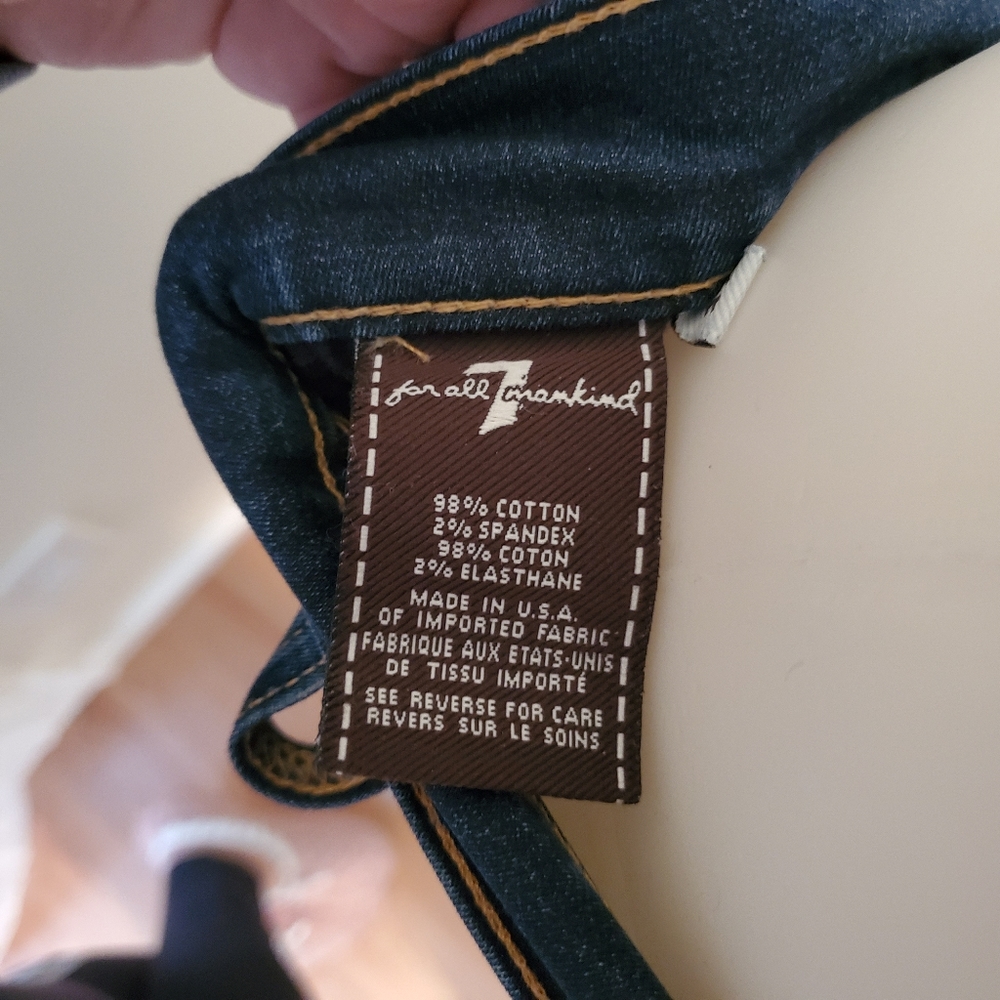 for all 7 mankind
98% COTTON
2% SPANDEX
98% COTON
2% ELASTHANE
MADE IN U.S.A.
OF IMPORTED FABRIC
FABRIQUE AUX ETATS-UNIS
DE TISSU IMPORTÉ
SEE REVERSE FOR CARE
REVERS SUR LE SOINS